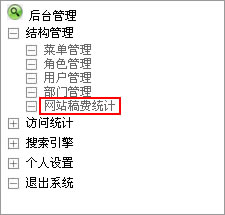 后台管理
结构管理
菜单管理
角色管理
用户管理
部门管理
网站稿费统计
访问统计
搜索引擎
个人设置
退出系统